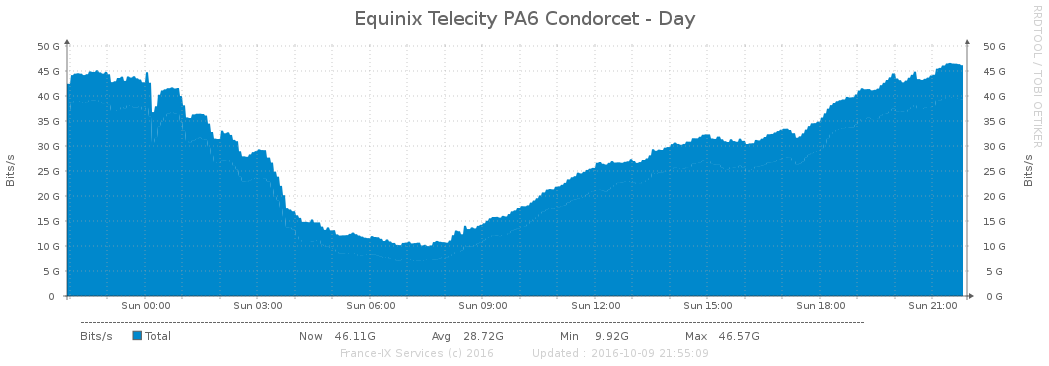 Equinix Telecity PA6 Condorcet - Day
RRDTOOL / TOBI OETIKER
Bits/s
Bits/s
50 G 50 G
45 G 45 G
40 G 40 G
35 G 35 G
30 G 30 G
25 G 25 G
20 G 20 G
15 G 15 G
10 G 10 G
5 G 5 G
0 0 G
Sun 00:00 Sun 03:00 Sun 06:00 Sun 09:00 Sun 12:00 Sun 15:00 Sun 18:00 Sun 21:00
Bits/s Total Now 46.11G Avg 28.72G Min 9.92G Max 46.57G
France-IX Services (c) 2016 Updated : 2016-10-09 21:55:09